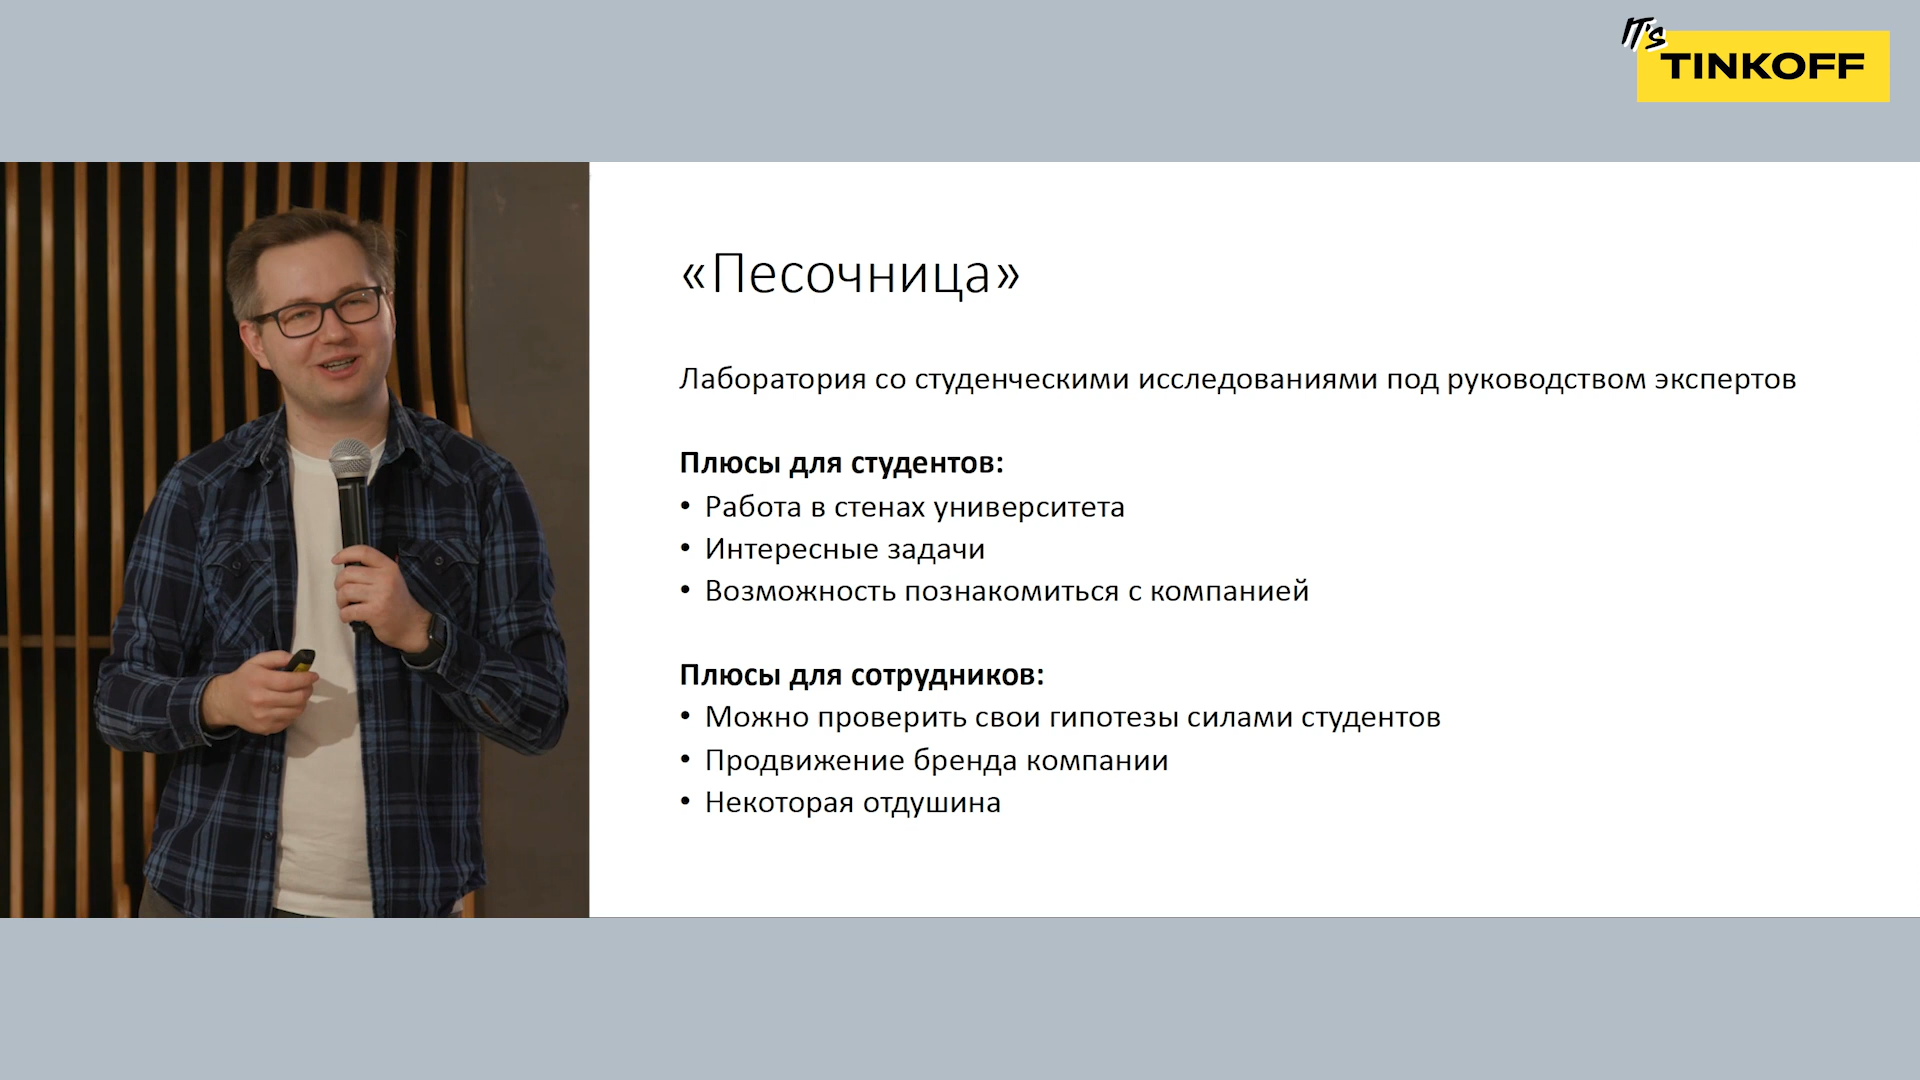 IT's
TINKOFF
«Песочница»
Лаборатория со студенческими исследованиями под руководством экспертов
Плюсы для студентов:
• Работа в стенах университета
• Интересные задачи
• Возможность познакомиться с компанией
Плюсы для сотрудников:
• Можно проверить свои гипотезы силами студентов
• Продвижение бренда компании
• Некоторая отдушина